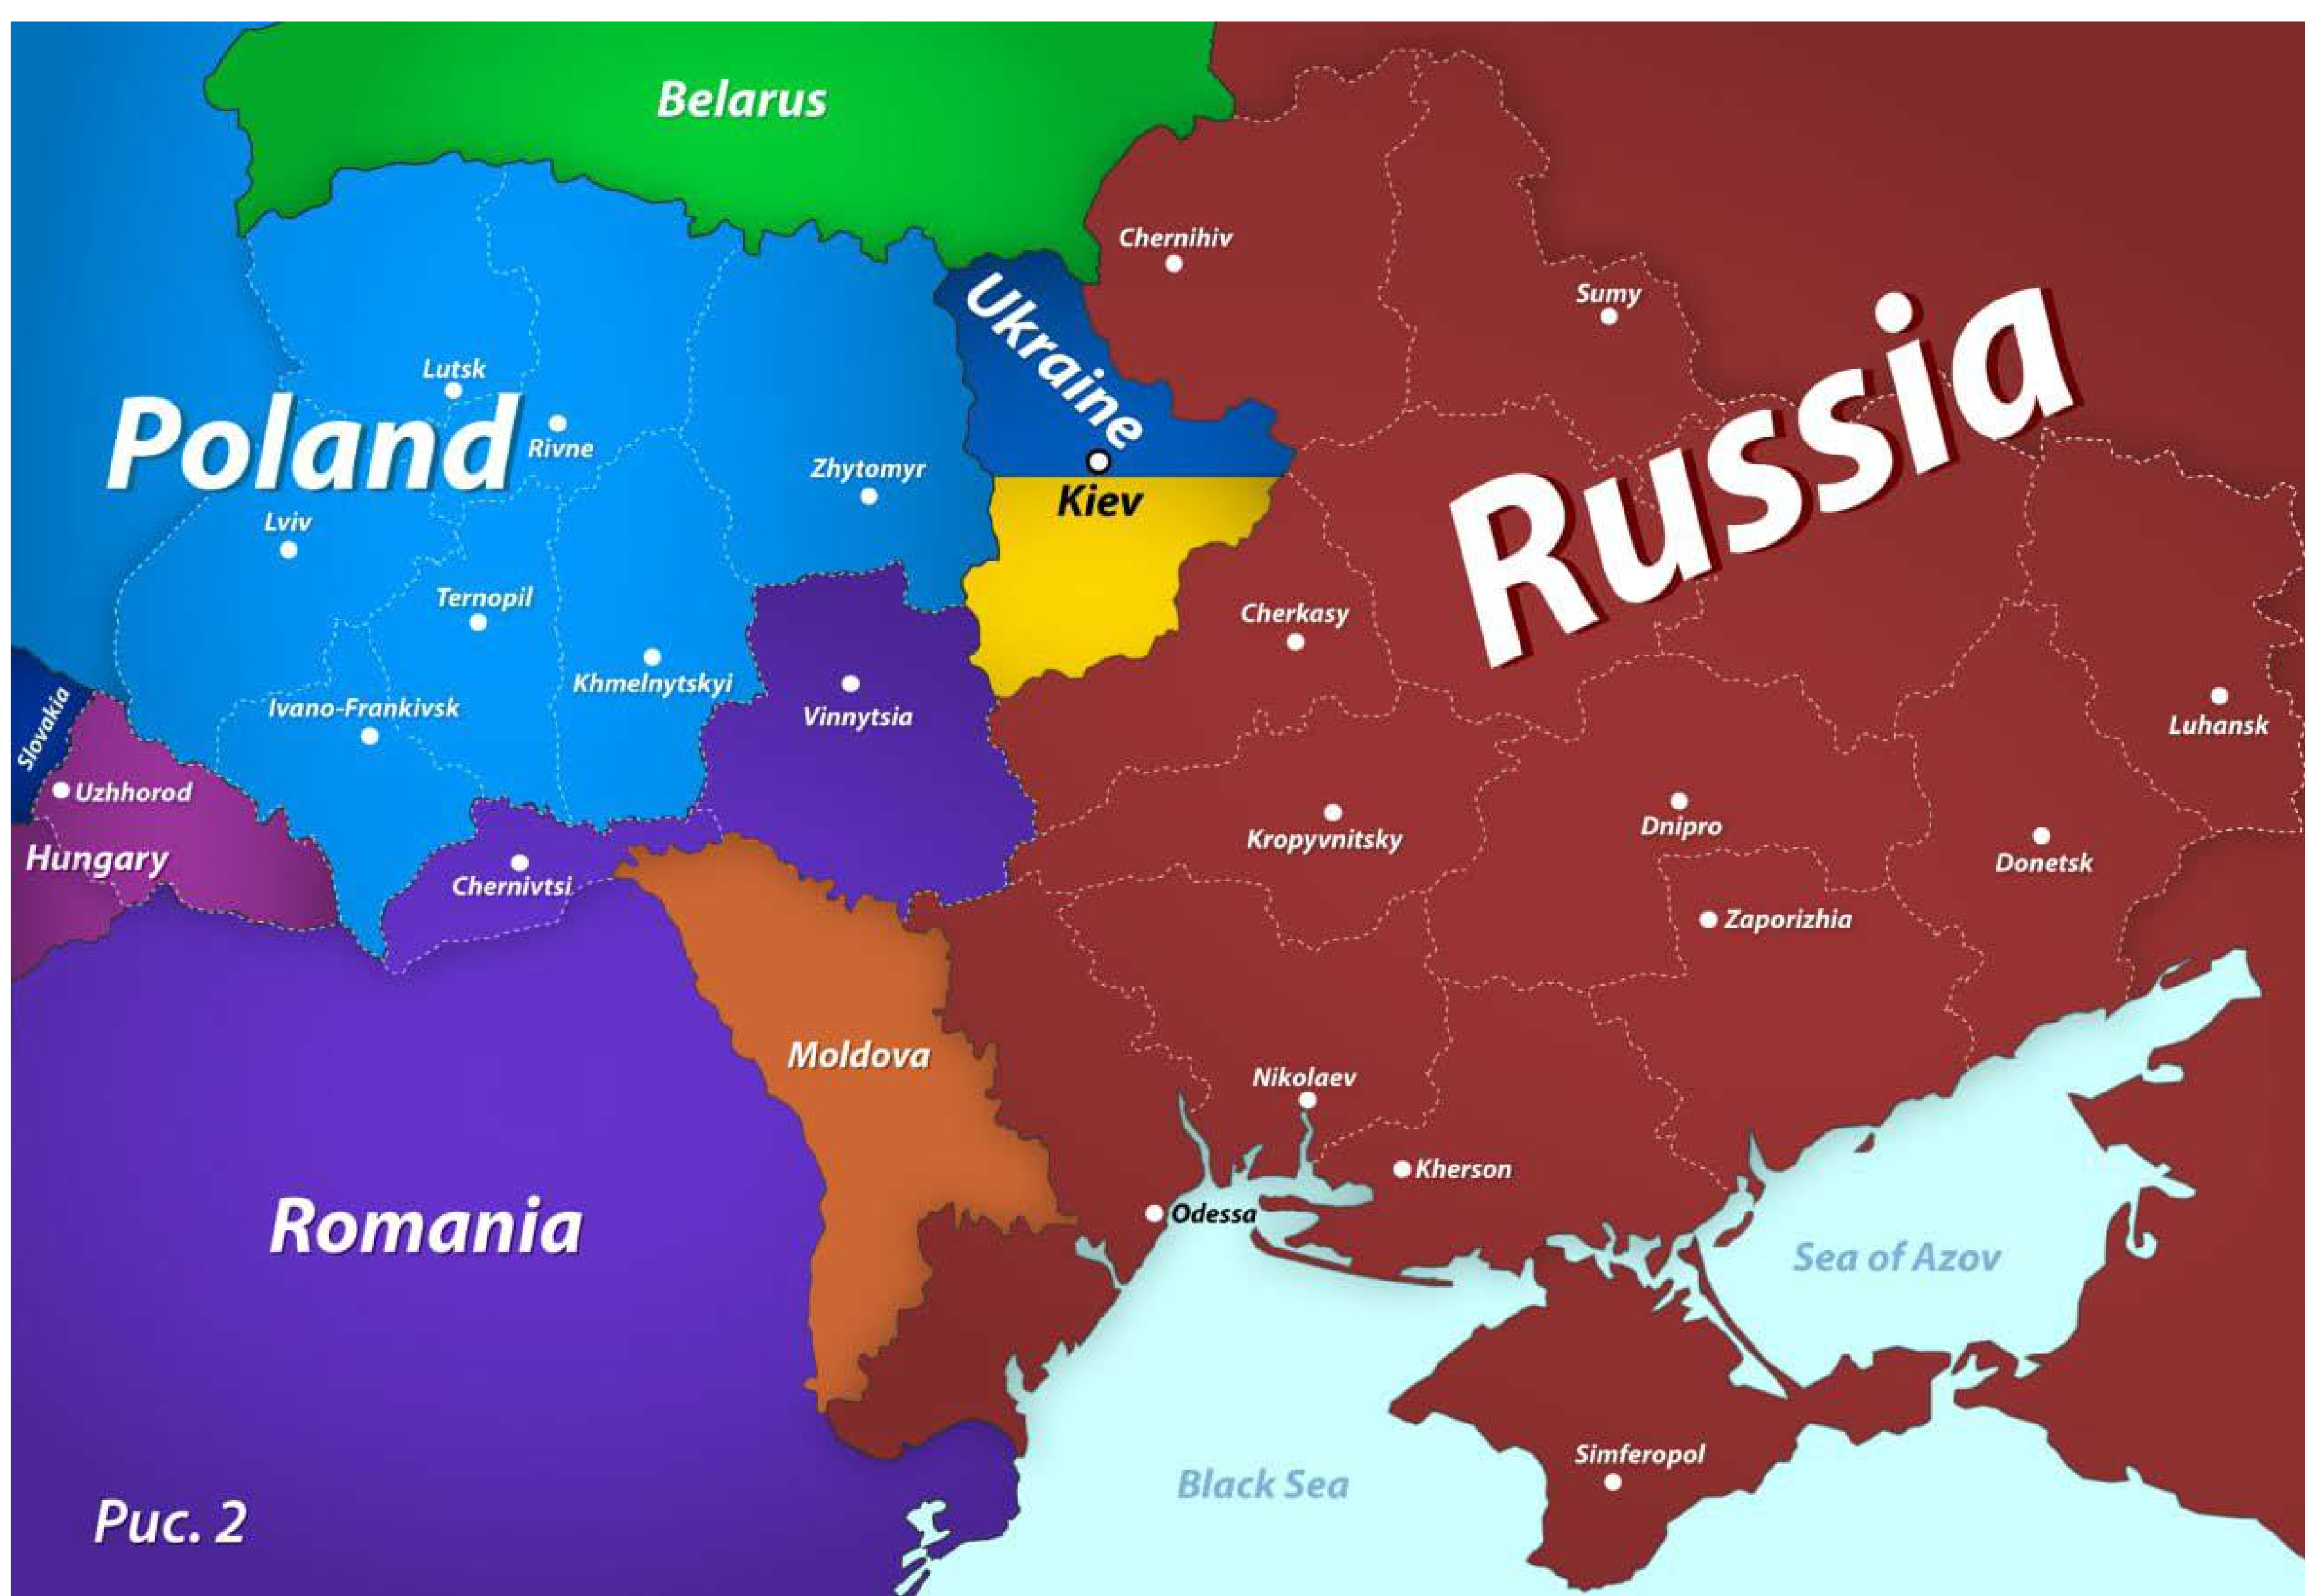 Belarus
Chernihiv
Sumy
Ukraine
Russia
Lutsk
Poland
Rivne
Zhytomyr
Kiev
Lviv
Ternopil
Cherkasy
Khmelnytskyi
Slovakia
Ivano-Frankivsk
Vinnytsia
Luhansk
Uzhhorod
Hungary
Chernivtsi
Kropyvnitsky
Dnipro
Donetsk
Zaporizhia
Moldova
Nikolaev
Kherson
Odessa
Romania
Sea of Azov
Simferopol
Black Sea
Рис. 2